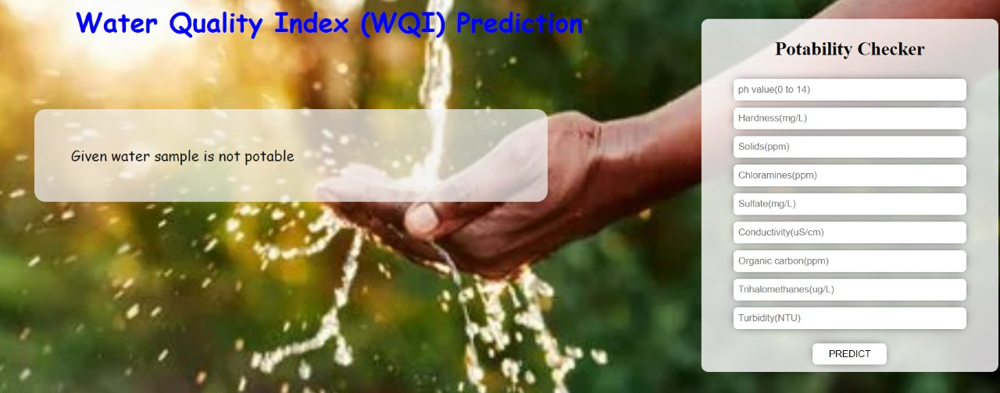 Water Quality Index (WQI) Prediction
Given water sample is not potable
Potability Checker
ph value(0 to 14)
Hardness(mg/L)
Solids(ppm)
Chloramines(ppm)
Sulfate(mg/L)
Conductivity(uS/cm)
Organic carbon(ppm)
Trihalomethanes(ug/L)
Turbidity(NTU)
PREDICT